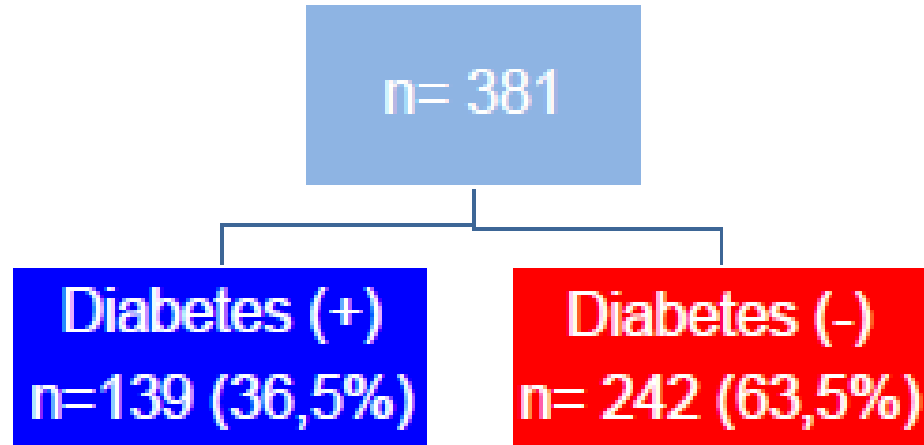 n= 381
Diabetes (+)
n=139 (36,5%)
Diabetes (-)
n= 242 (63,5%)